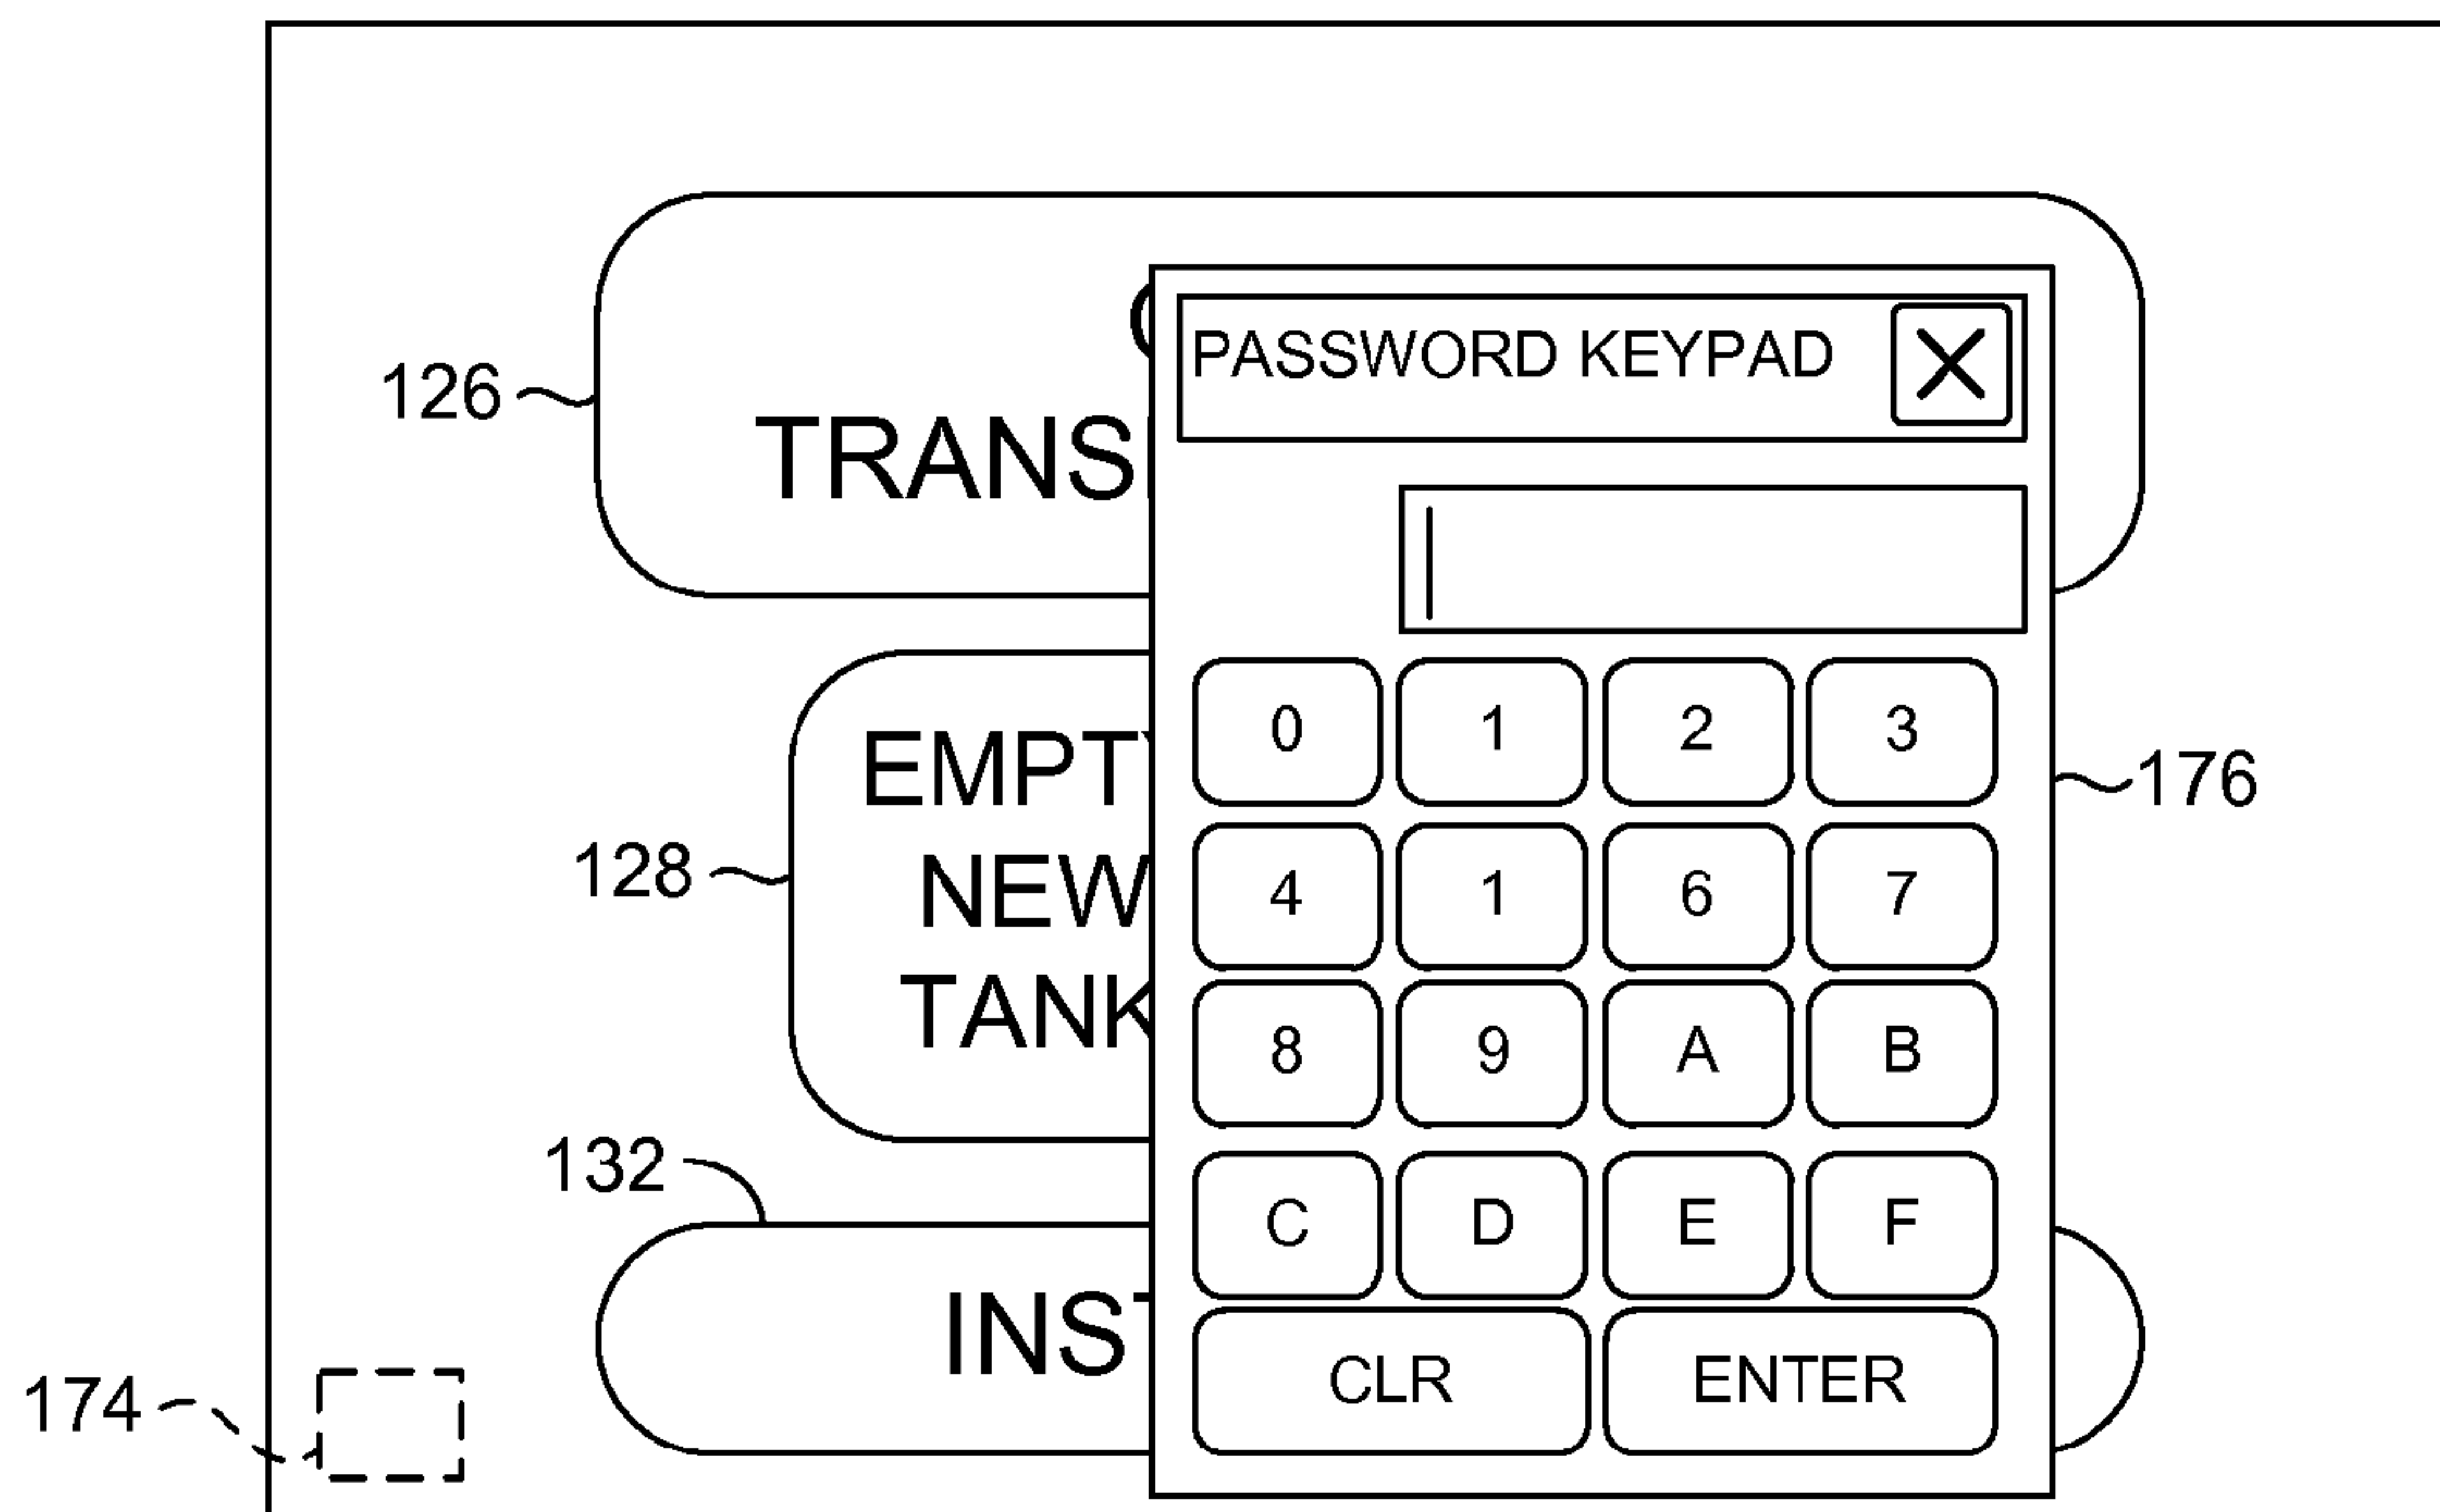 PASSWORD KEYPAD
126
TRANS
0 1 2 3
EMPTY
176
4 1 6 7
128
NEW
8 9 A B
TANK
132
C D E F
INST
CLR ENTER
174